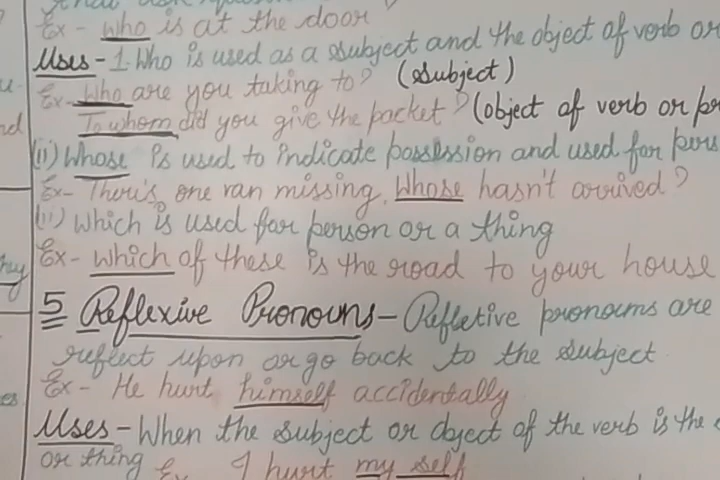 Ex - Who is at the door
Uses - 1. Who is used as a subject and the object of verb or
Ex - Who are you taking to? (Subject)
To whom did you give the packet? (object of verb or
(ii) Whose is used to indicate possession and used for
Ex - There's one ran missing. Whose hasn't arrived?
(iii) Which is used for person or a thing
Ex - which of these is the road to your house
5 Reflexive Pronouns - Refletive pronoums are
reflect upon or go back to the subject
Ex - He hurt himself accidentally
Uses - When the subject or object of the verb is the
or thing Ex I hurt my self